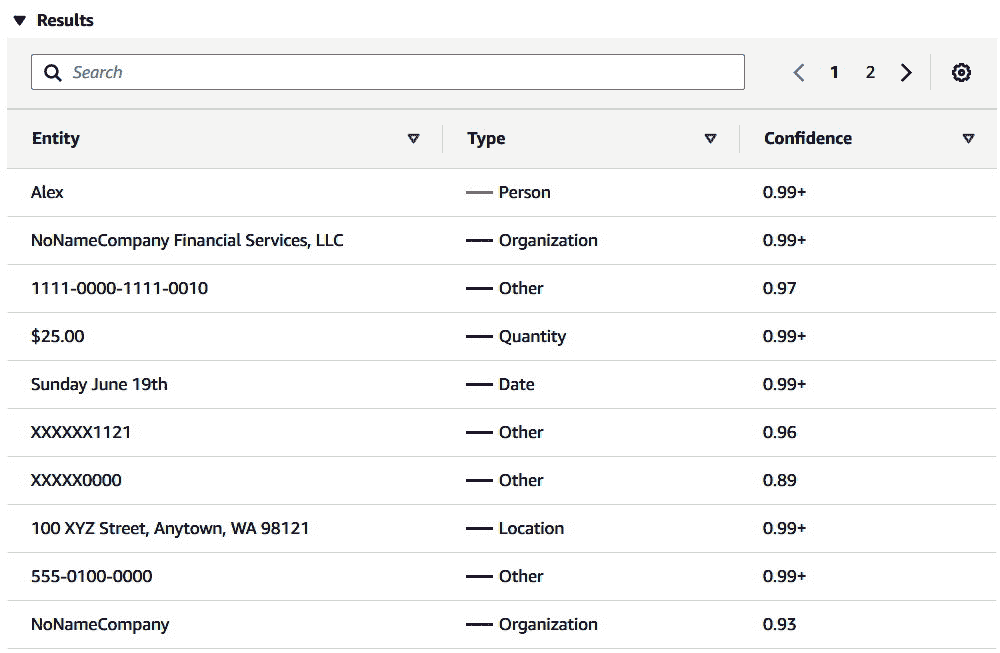 Results
Search
1 2
Entity Type Confidence
Alex Person 0.99+
NoNameCompany Financial Services, LLC Organization 0.99+
1111-0000-1111-0010 Other 0.97
$25.00 Quantity 0.99+
Sunday June 19th Date 0.99+
XXXXXX1121 Other 0.96
XXXXX0000 Other 0.89
100 XYZ Street, Anytown, WA 98121 Location 0.99+
555-0100-0000 Other 0.99+
NoNameCompany Organization 0.93